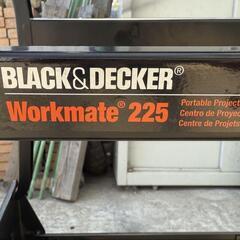 BLACK&DECKER®
Workmate® 225
Portable Project
Centro de Proyec
Centre de Projets